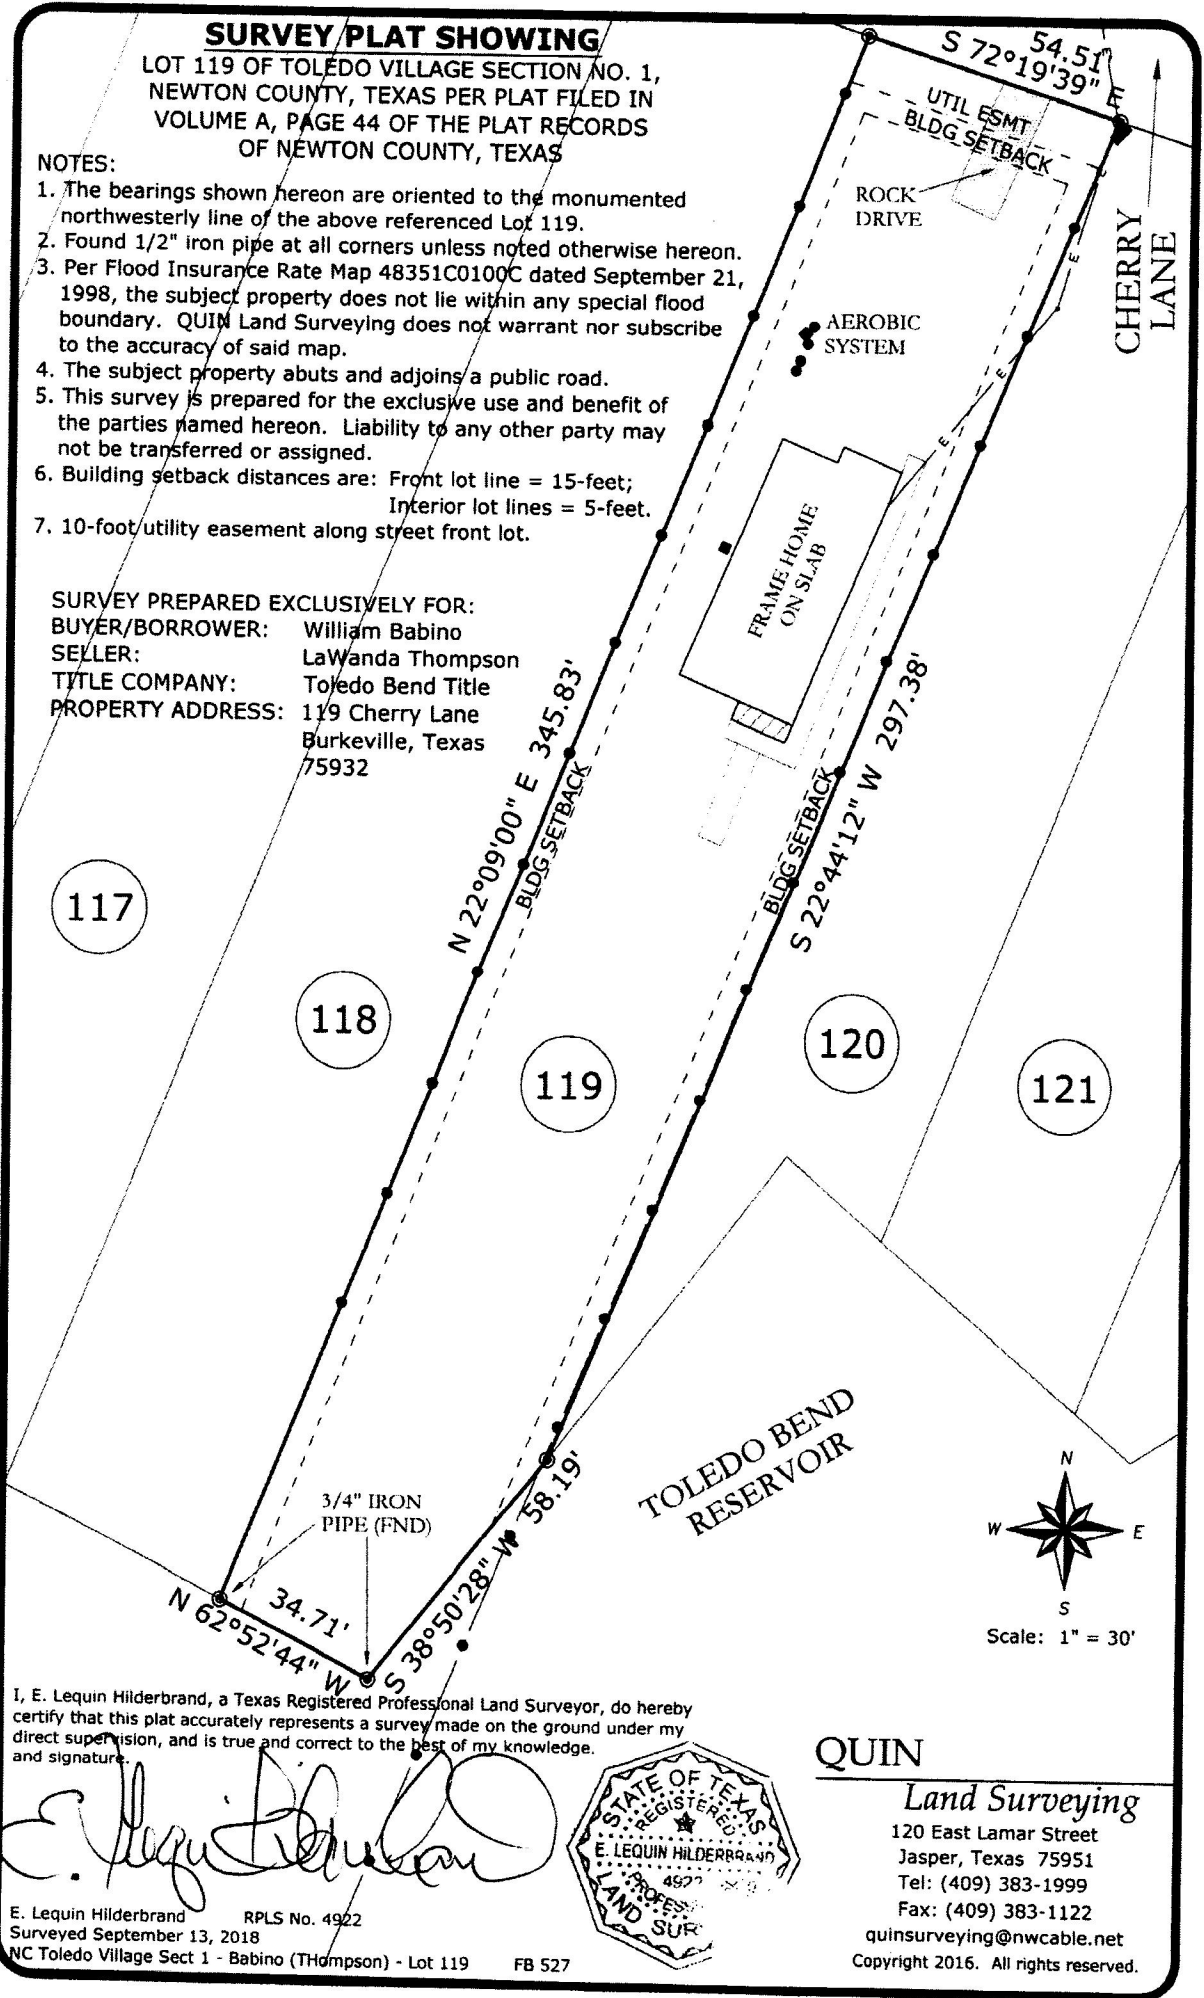 SURVEY PLAT SHOWING
LOT 119 OF TOLEDO VILLAGE SECTION NO. 1,
NEWTON COUNTY, TEXAS PER PLAT FILED IN
VOLUME A, PAGE 44 OF THE PLAT RECORDS
OF NEWTON COUNTY, TEXAS
NOTES:
1. The bearings shown hereon are oriented to the monumented
northwesterly line of the above referenced Lot 119.
2. Found 1/2" iron pipe at all corners unless noted otherwise hereon.
3. Per Flood Insurance Rate Map 48351C0100C dated September 21,
1998, the subject property does not lie within any special flood
boundary. QUIN Land Surveying does not warrant nor subscribe
to the accuracy of said map.
4. The subject property abuts and adjoins a public road.
5. This survey is prepared for the exclusive use and benefit of
the parties named hereon. Liability to any other party may
not be transferred or assigned.
6. Building setback distances are: Front lot line = 15-feet;
Interior lot lines = 5-feet.
7. 10-foot utility easement along street front lot.
SURVEY PREPARED EXCLUSIVELY FOR:
BUYER/BORROWER: William Babino
SELLER: LaWanda Thompson
TITLE COMPANY: Toledo Bend Title
PROPERTY ADDRESS: 119 Cherry Lane
Burkeville, Texas
75932
54.51'
S 72°19'39" E
UTIL ESMT
BLDG SETBACK
ROCK
DRIVE
CHERRY
LANE
E
E
E
E
AEROBIC
SYSTEM
FRAME HOME
ON SLAB
N 22°09'00" E 345.83'
BLDG SETBACK
BLDG SETBACK
S 22°44'12" W 297.38'
117
118
119
120
121
TOLEDO BEND
RESERVOIR
3/4" IRON
PIPE (FND)
34.71'
N 62°52'44" W
S 38°50'28" W 58.19'
N
W
E
S
Scale: 1" = 30'
I, E. Lequin Hilderbrand, a Texas Registered Professional Land Surveyor, do hereby
certify that this plat accurately represents a survey made on the ground under my
direct supervision, and is true and correct to the best of my knowledge.
and signature.
E. Lequin Hilderbrand
STATE OF TEXAS
REGISTERED
E. LEQUIN HILDERBRAND
4922
LAND SUR
E. Lequin Hilderbrand RPLS No. 4922
Surveyed September 13, 2018
NC Toledo Village Sect 1 - Babino (THompson) - Lot 119 FB 527
QUIN
Land Surveying
120 East Lamar Street
Jasper, Texas 75951
Tel: (409) 383-1999
Fax: (409) 383-1122
quinsurveying@nwcable.net
Copyright 2016. All rights reserved.